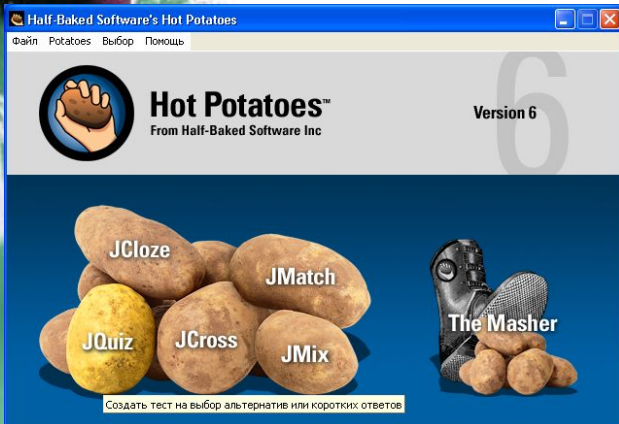 Half-Baked Software's Hot Potatoes
Файл Potatoes Выбор Помощь
Hot Potatoes™
From Half-Baked Software Inc
Version 6
6
JCloze
JMatch
JQuiz
JCross
JMix
The Masher
Создать тест на выбор альтернатив или коротких ответов